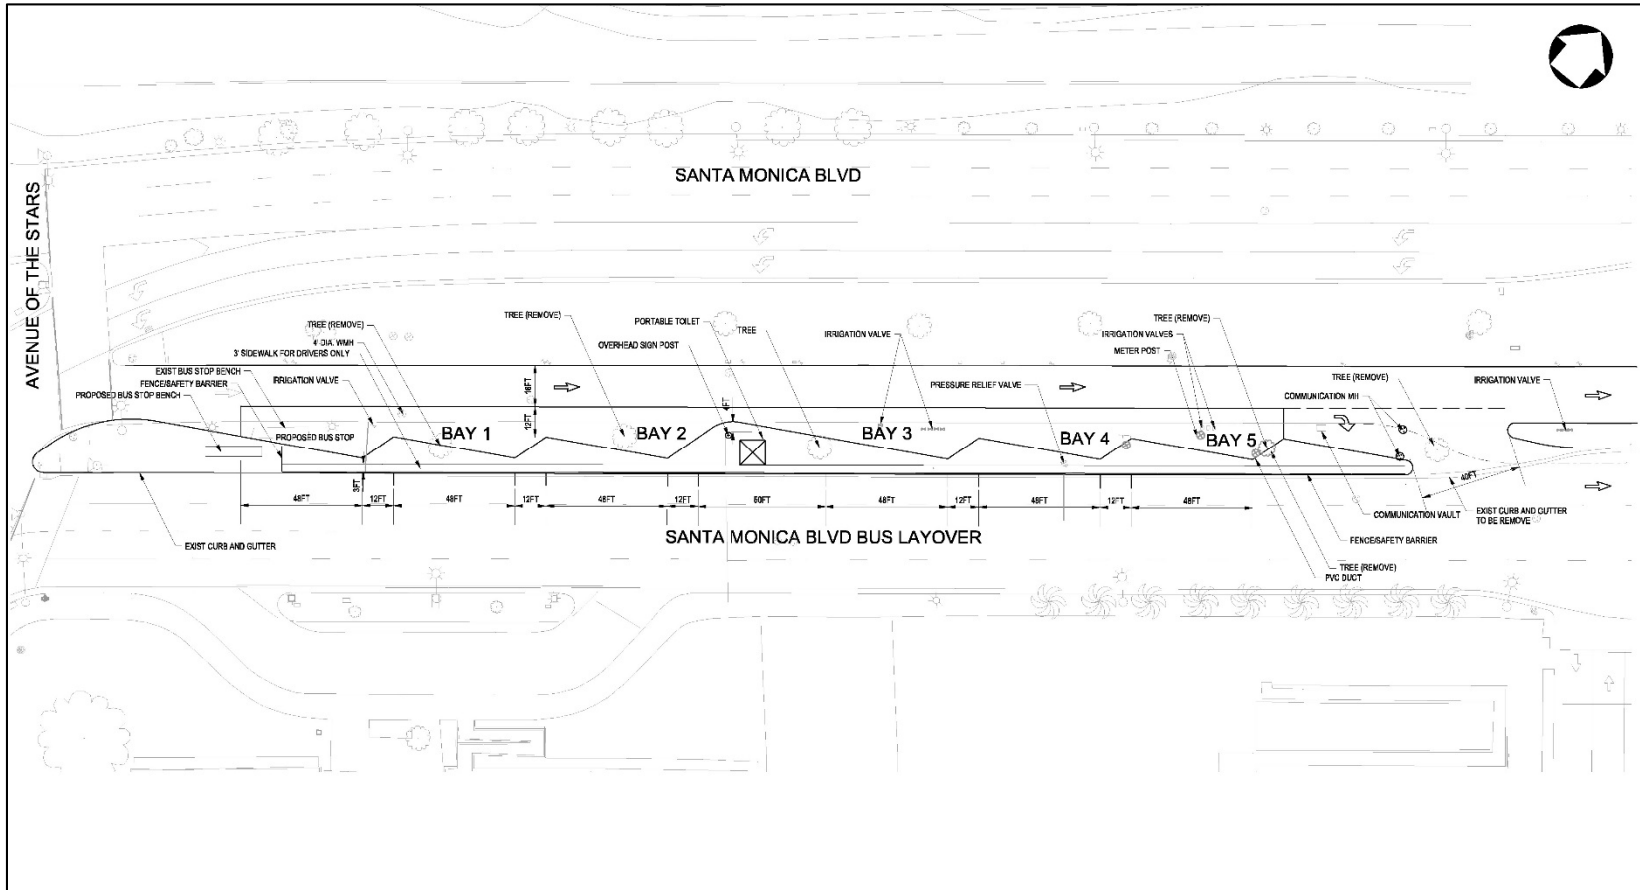 SANTA MONICA BLVD
AVENUE OF THE STARS
TREE (REMOVE)
4' DIA. WMH
3' SIDEWALK FOR DRIVERS ONLY
EXIST BUS STOP BENCH
FENCE/SAFETY BARRIER
PROPOSED BUS STOP BENCH
IRRIGATION VALVE
PROPOSED BUS STOP
TREE (REMOVE)
PORTABLE TOILET
OVERHEAD SIGN POST
TREE
IRRIGATION VALVE
PRESSURE RELIEF VALVE
TREE (REMOVE)
IRRIGATION VALVES
METER POST
TREE (REMOVE)
COMMUNICATION MH
IRRIGATION VALVE
12FT
4FT
BAY 1
BAY 2
BAY 3
BAY 4
BAY 5
3FT
48FT
12FT
48FT
12FT
48FT
12FT
50FT
48FT
12FT
48FT
12FT
48FT
40FT
COMMUNICATION VAULT
EXIST CURB AND GUTTER
TO BE REMOVE
FENCE/SAFETY BARRIER
TREE (REMOVE)
PVC DUCT
EXIST CURB AND GUTTER
SANTA MONICA BLVD BUS LAYOVER